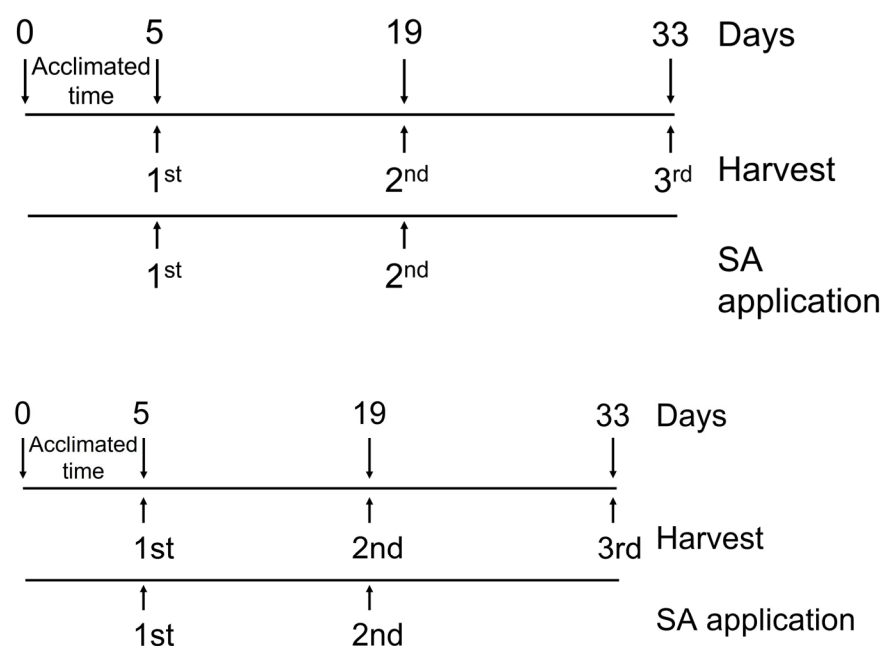 0 5 19 33 Days
Acclimated
time
1st 2nd 3rd Harvest
1st 2nd SA
application
0 5 19 33 Days
Acclimated
time
1st 2nd 3rd Harvest
1st 2nd SA application